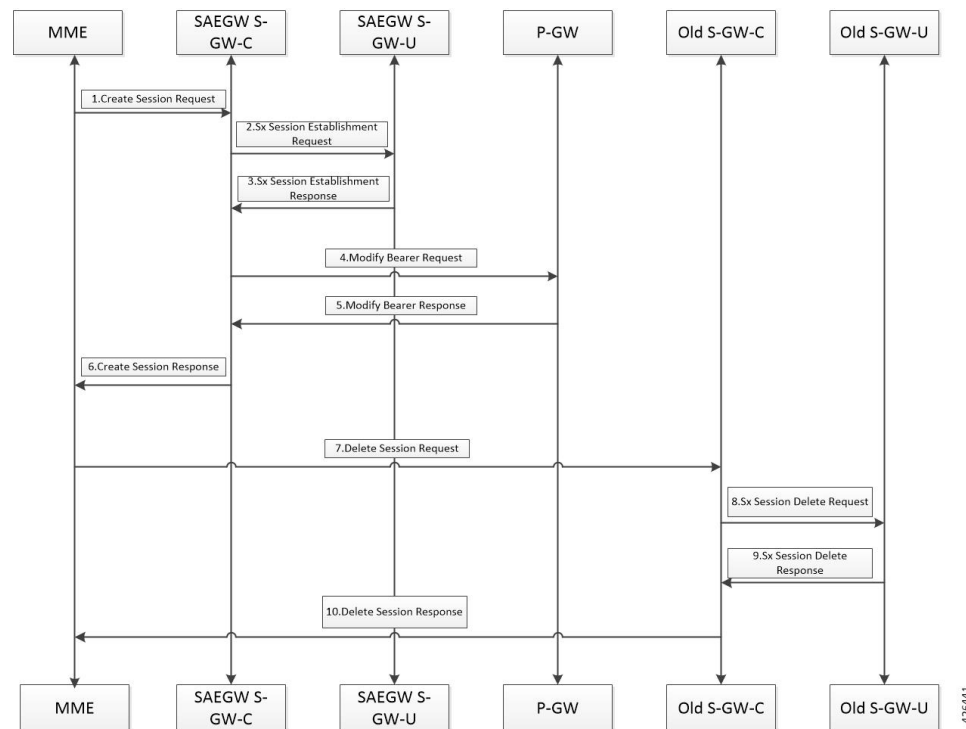 MME
SAEGW S-
GW-C
SAEGW S-
GW-U
P-GW
Old S-GW-C
Old S-GW-U
1.Create Session Request
2.Sx Session Establishment
Request
3.Sx Session Establishment
Response
4.Modify Bearer Request
5.Modify Bearer Response
6.Create Session Response
7.Delete Session Request
8.Sx Session Delete Request
9.Sx Session Delete
Response
10.Delete Session Response
MME
SAEGW S-
GW-C
SAEGW S-
GW-U
P-GW
Old S-GW-C
Old S-GW-U
426441